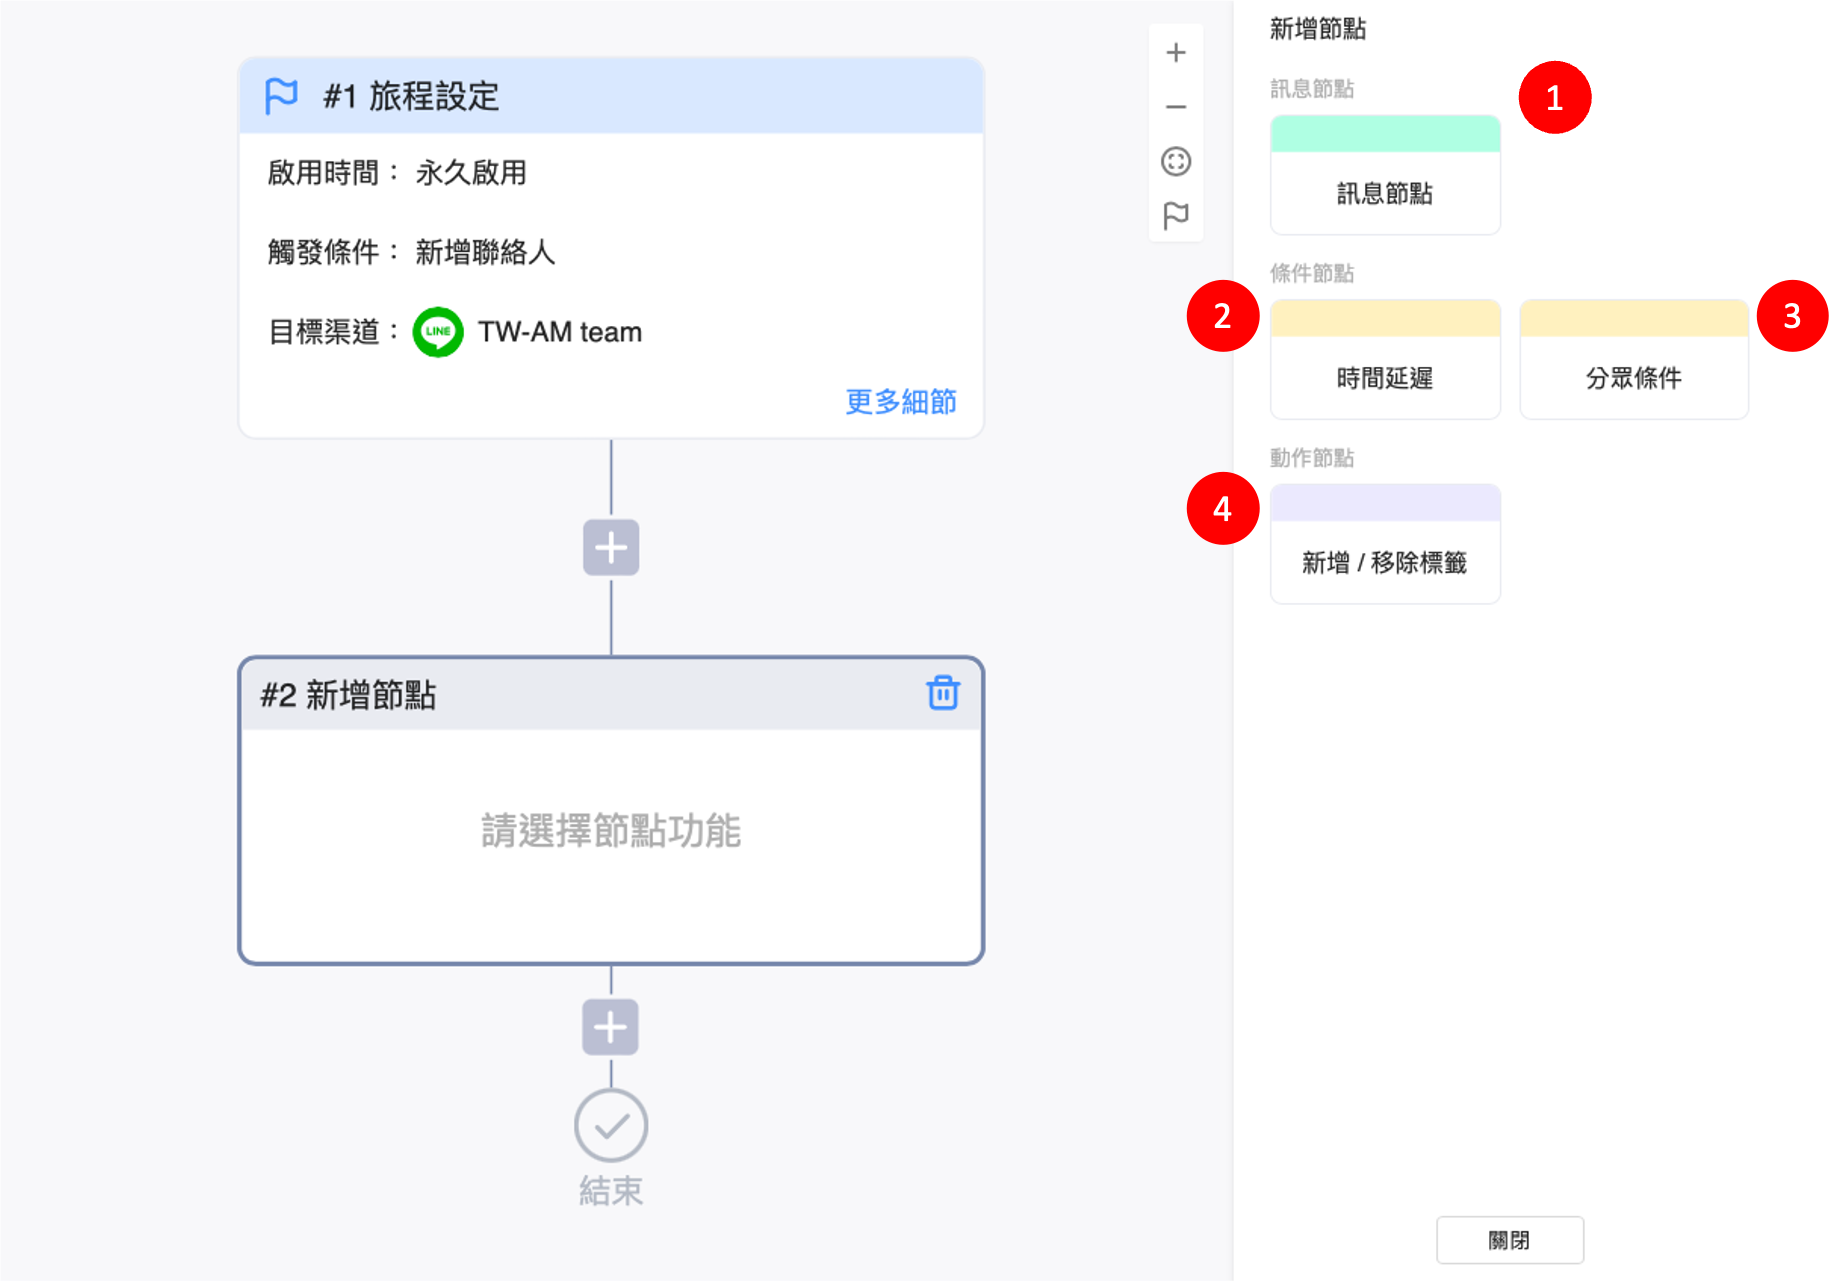 #1 旅程設定
啟用時間： 永久啟用
觸發條件： 新增聯絡人
目標渠道： LINE TW-AM team
更多細節
#2 新增節點
請選擇節點功能
結束
新增節點
訊息節點
1
訊息節點
條件節點
2
3
時間延遲
分眾條件
動作節點
4
新增 / 移除標籤
關閉